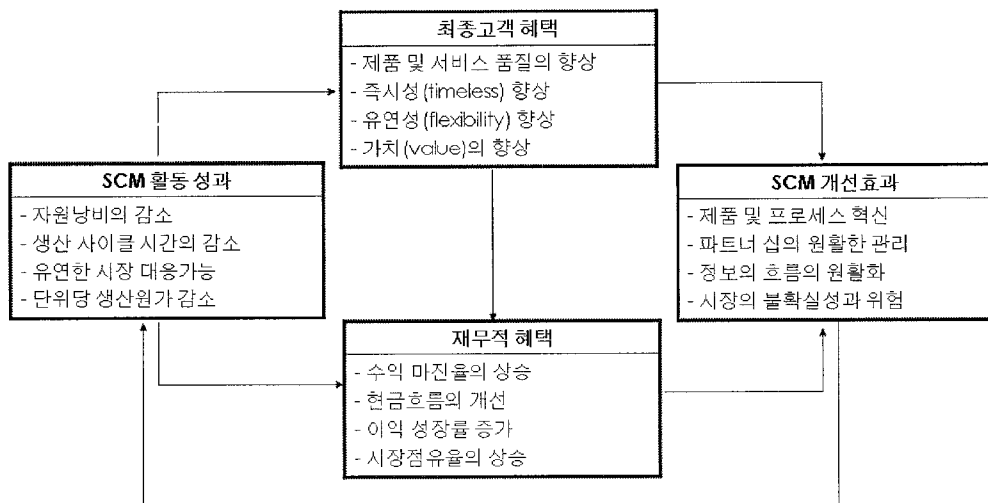 최종고객 혜택
- 제품 및 서비스 품질의 향상
- 즉시성(timeless) 향상
- 유연성(flexibility) 향상
- 가치(value)의 향상
SCM 활동 성과
- 자원낭비의 감소
- 생산 사이클 시간의 감소
- 유연한 시장 대응가능
- 단위당 생산원가 감소
SCM 개선효과
- 제품 및 프로세스 혁신
- 파트너 십의 원활한 관리
- 정보의 흐름의 원활화
- 시장의 불확실성과 위험
재무적 혜택
- 수익 마진율의 상승
- 현금흐름의 개선
- 이익 성장률 증가
- 시장점유율의 상승